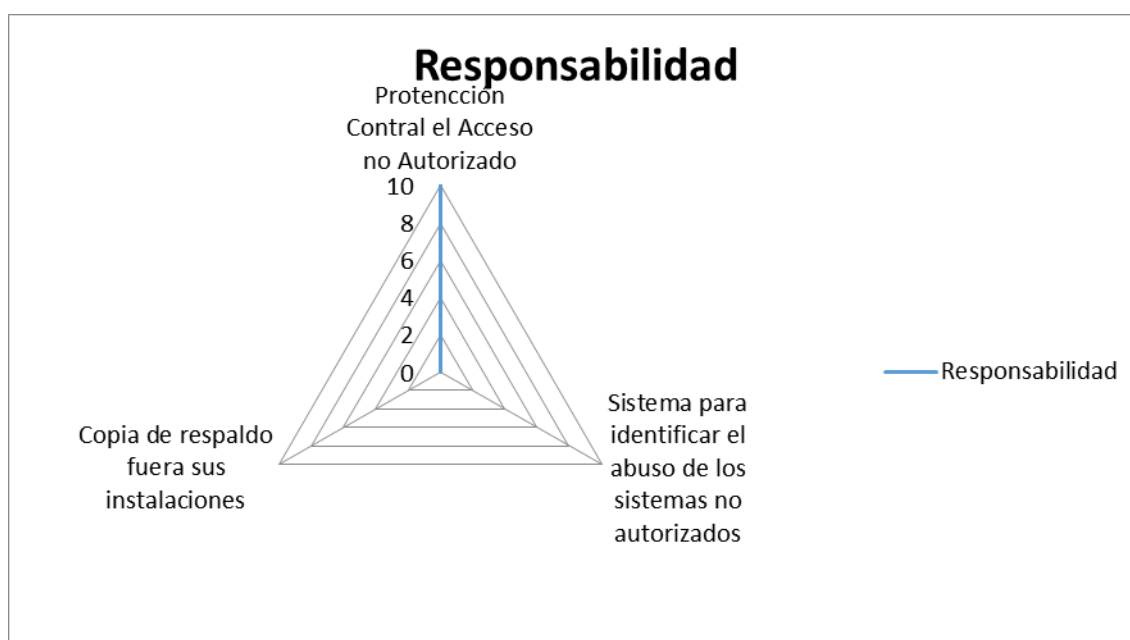 Responsabilidad
Protencción
Contral el Acceso
no Autorizado
10
8
6
4
2
0
Copia de respaldo
fuera sus
instalaciones
Sistema para
identificar el
abuso de los
sistemas no
autorizados
Responsabilidad